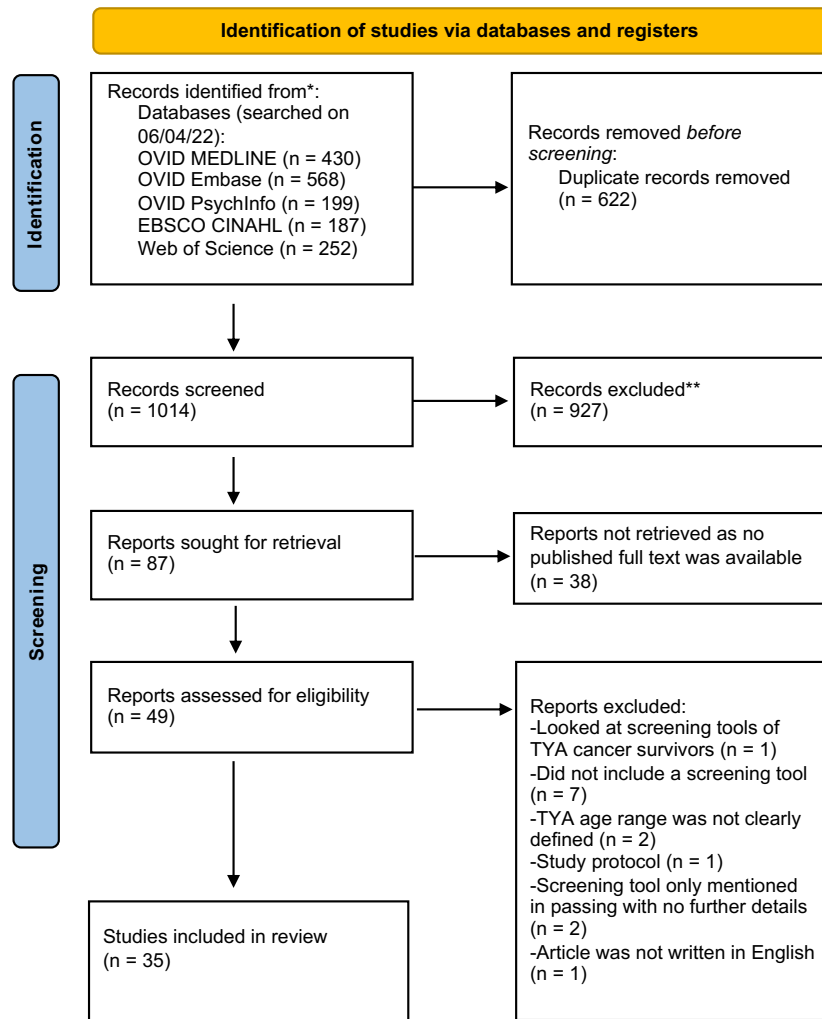 Identification of studies via databases and registers
Identification
Records identified from*:
Databases (searched on
06/04/22):
OVID MEDLINE (n = 430)
OVID Embase (n = 568)
OVID PsychInfo (n = 199)
EBSCO CINAHL (n = 187)
Web of Science (n = 252)
Records removed before
screening:
Duplicate records removed
(n = 622)
Screening
Records screened
(n = 1014)
Records excluded**
(n = 927)
Reports sought for retrieval
(n = 87)
Reports not retrieved as no
published full text was available
(n = 38)
Reports assessed for eligibility
(n = 49)
Reports excluded:
-Looked at screening tools of
TYA cancer survivors (n = 1)
-Did not include a screening tool
(n = 7)
-TYA age range was not clearly
defined (n = 2)
-Study protocol (n = 1)
-Screening tool only mentioned
in passing with no further details
(n = 2)
-Article was not written in English
(n = 1)
Studies included in review
(n = 35)